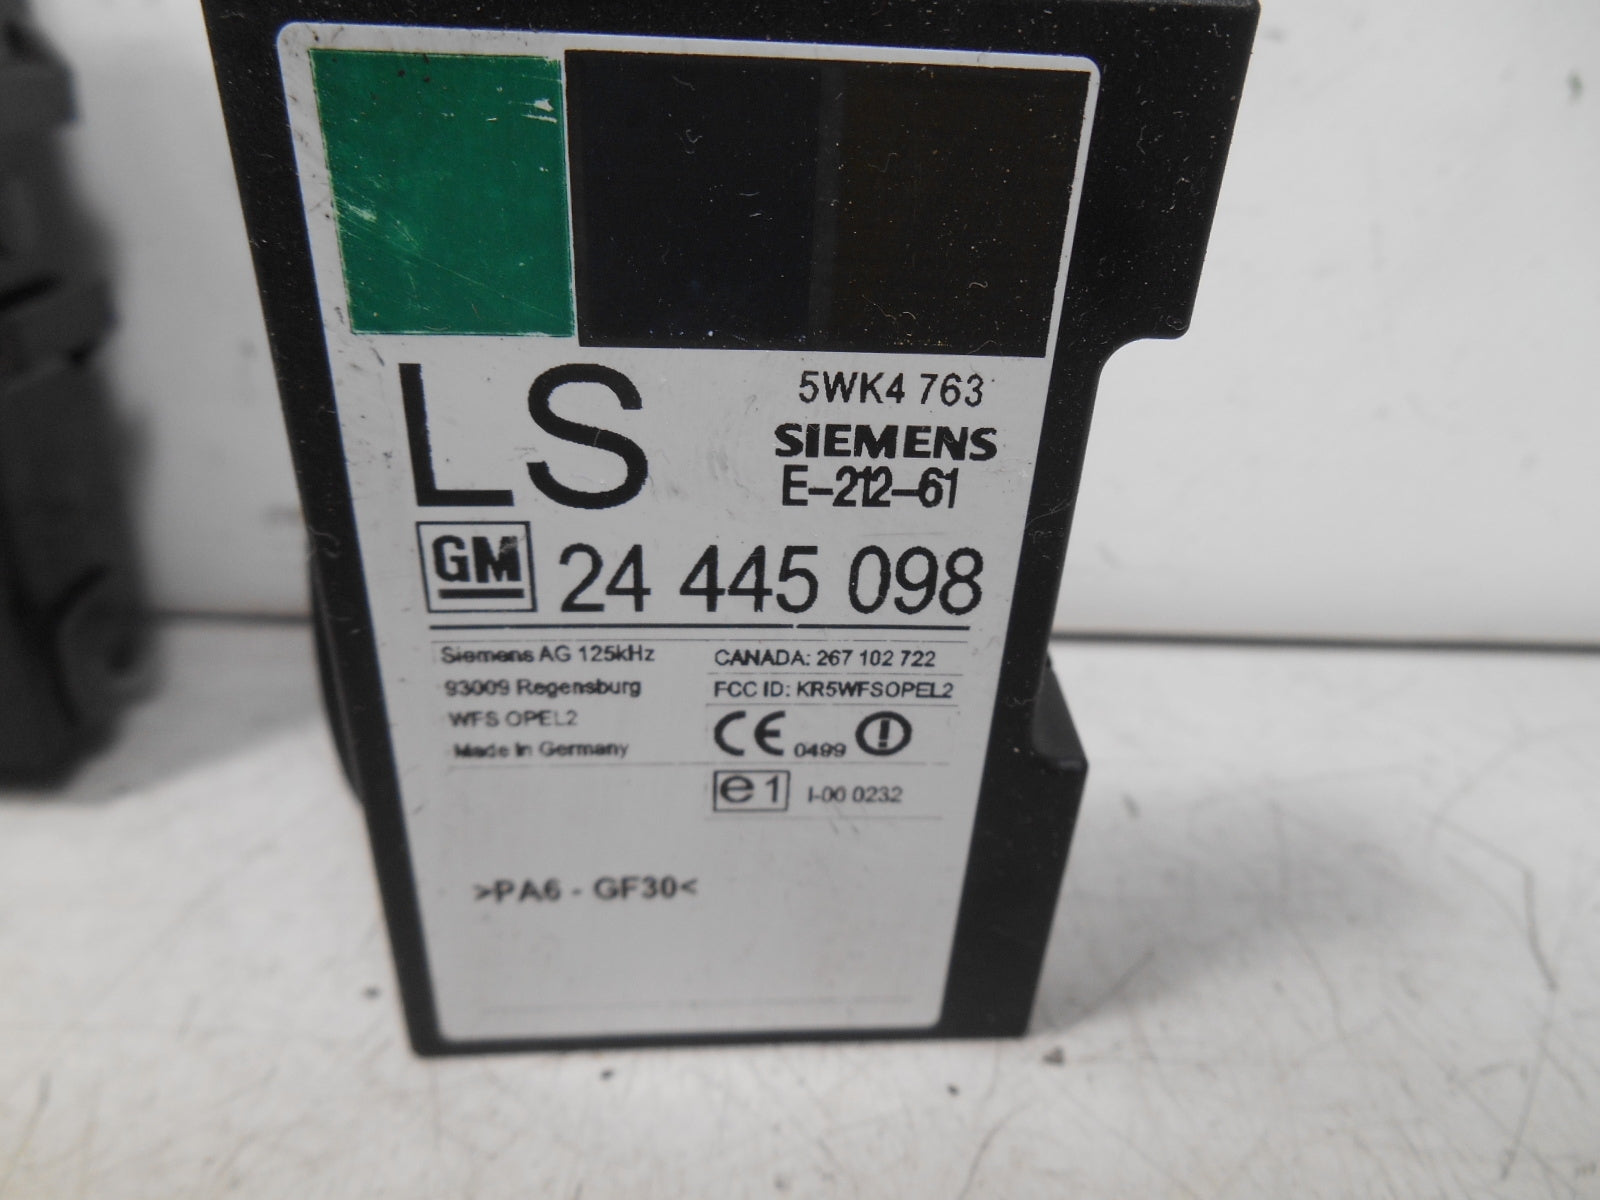 LS
5WK4 763
SIEMENS
E-212-61
GM 24 445 098
Siemens AG 125kHz
93009 Regensburg
WFS OPEL2
Made in Germany
CANADA: 267 102 722
FCC ID: KR5WFSOPEL2
CE 0499
e1 I-00 0232
>PA6 - GF30<